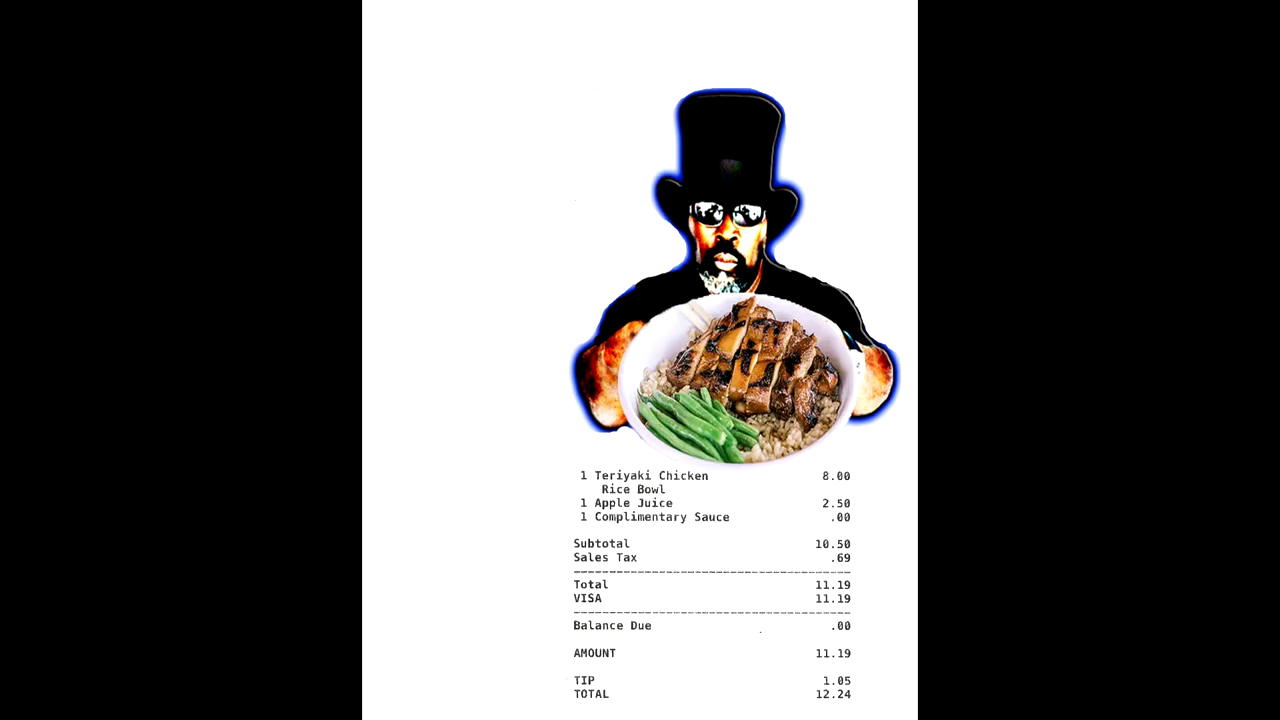 1 Teriyaki Chicken 8.00
Rice Bowl
1 Apple Juice 2.50
1 Complimentary Sauce .00
Subtotal 10.50
Sales Tax .69
Total 11.19
VISA 11.19
Balance Due .00
AMOUNT 11.19
TIP 1.05
TOTAL 12.24